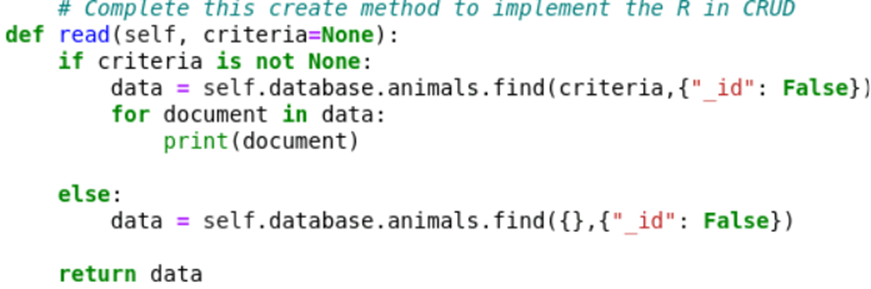 # Complete this create method to implement the R in CRUD
def read(self, criteria=None):
    if criteria is not None:
        data = self.database.animals.find(criteria,{"_id": False})
        for document in data:
            print(document)

    else:
        data = self.database.animals.find({},{"_id": False})

    return data